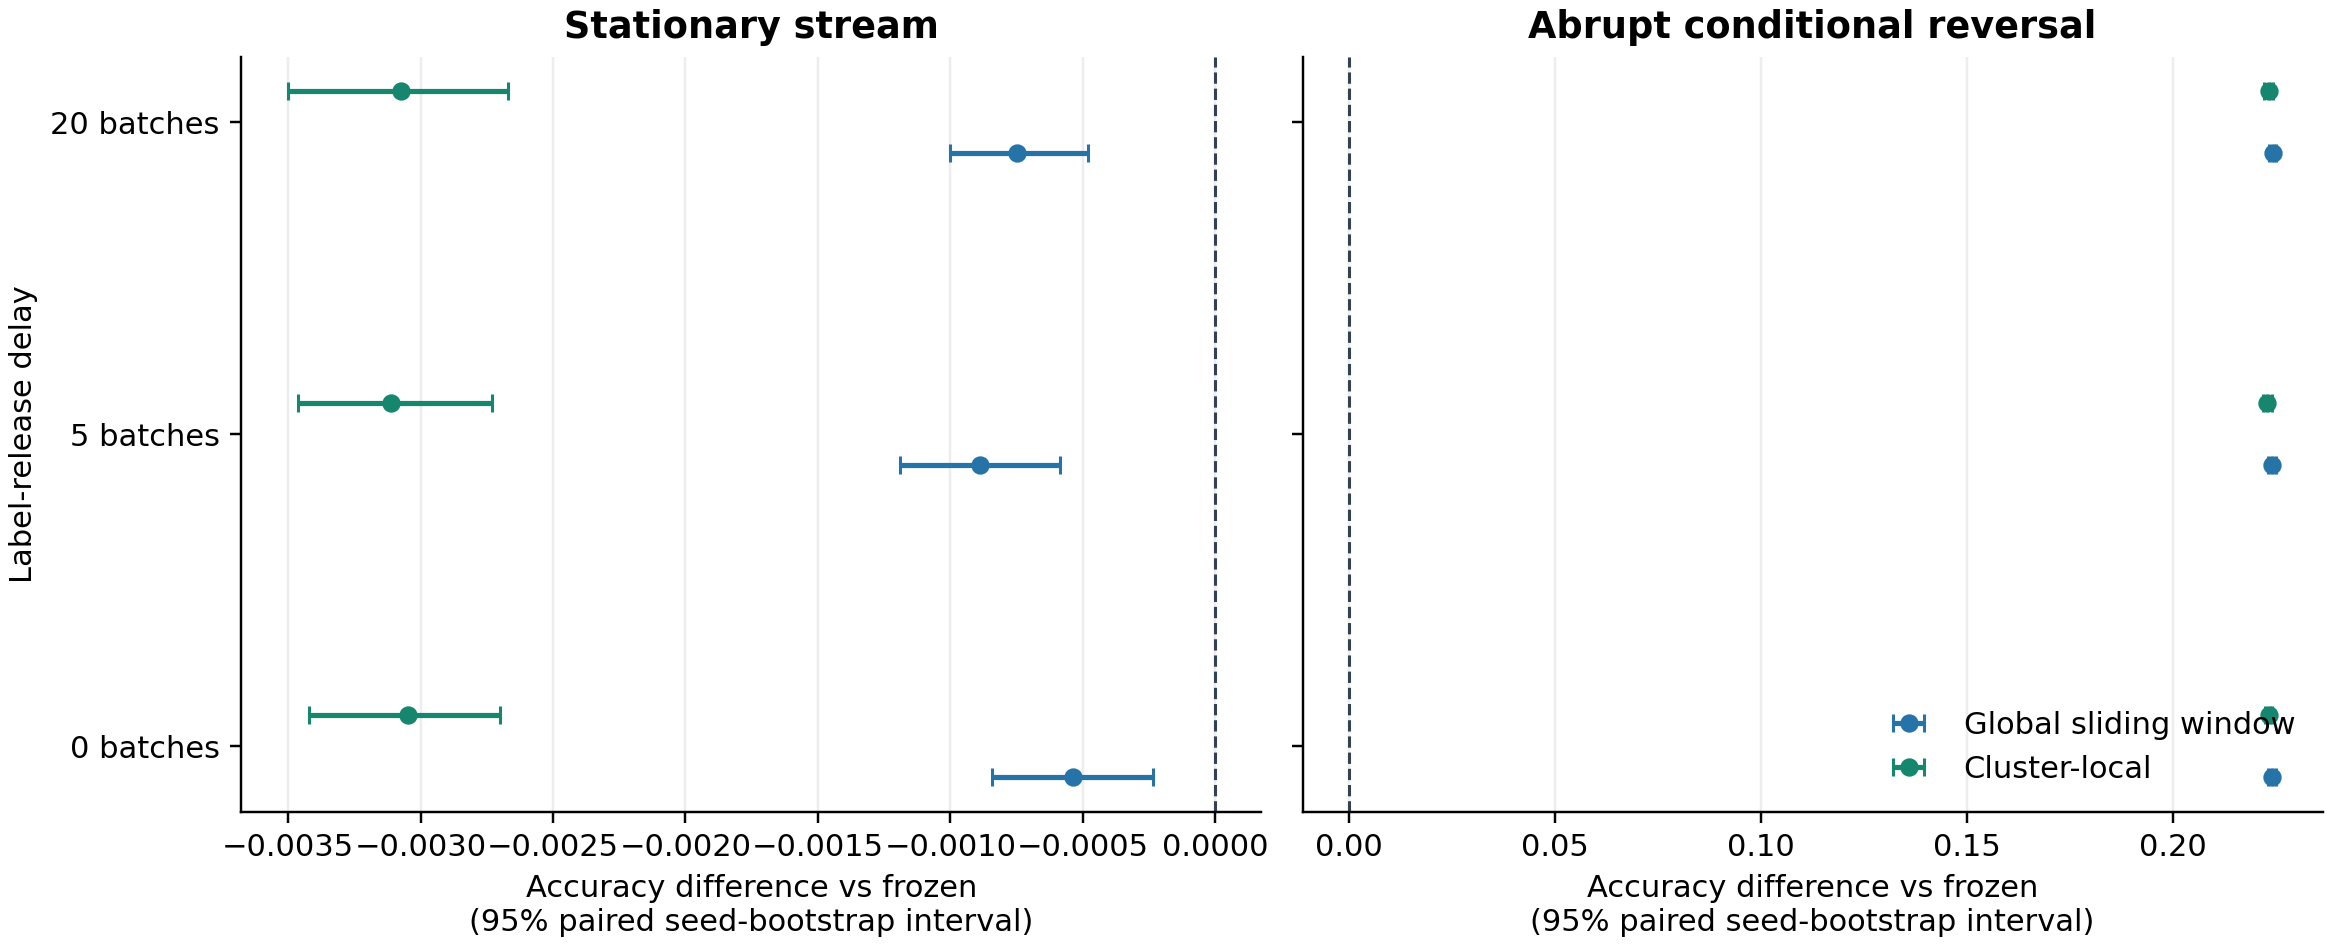 Stationary stream
Abrupt conditional reversal
Label-release delay
20 batches
5 batches
0 batches
Global sliding window
Cluster-local
−0.0035 −0.0030 −0.0025 −0.0020 −0.0015 −0.0010 −0.0005 0.0000
0.00 0.05 0.10 0.15 0.20
Accuracy difference vs frozen
(95% paired seed-bootstrap interval)
Accuracy difference vs frozen
(95% paired seed-bootstrap interval)